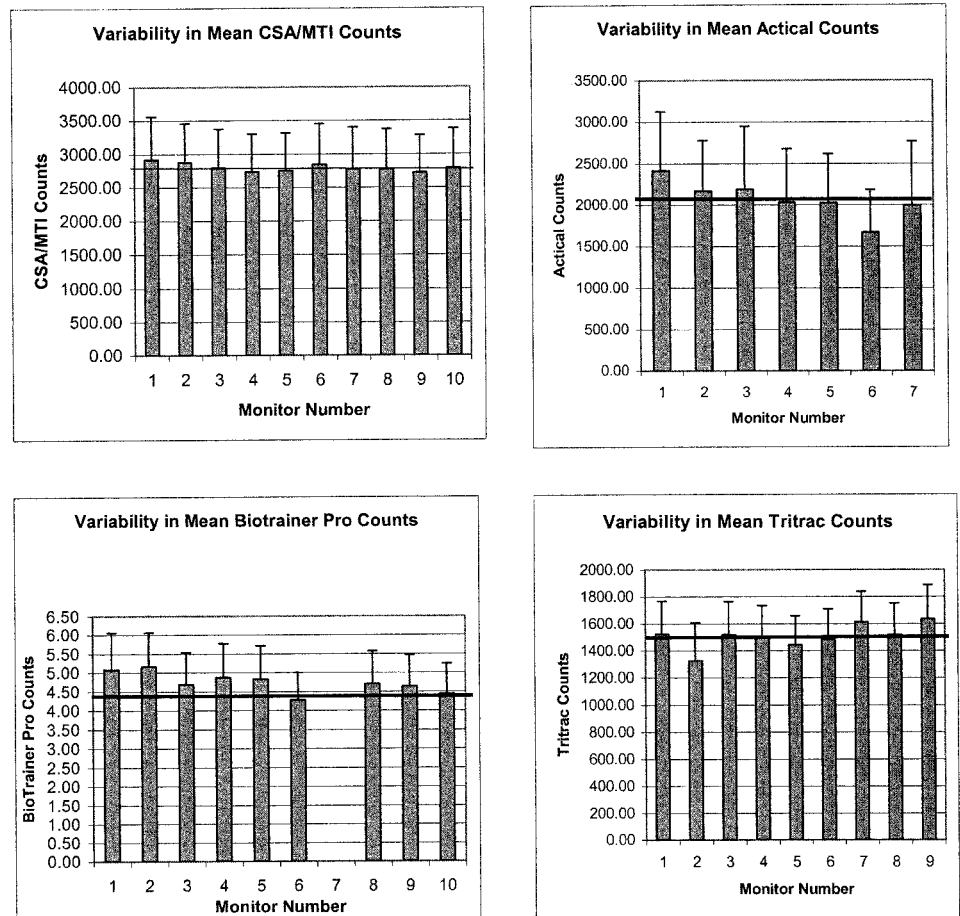 Variability in Mean CSA/MTI Counts
CSA/MTI Counts
4000.00
3500.00
3000.00
2500.00
2000.00
1500.00
1000.00
500.00
0.00
1 2 3 4 5 6 7 8 9 10
Monitor Number
Variability in Mean Actical Counts
Actical Counts
3500.00
3000.00
2500.00
2000.00
1500.00
1000.00
500.00
0.00
1 2 3 4 5 6 7
Monitor Number
Variability in Mean Biotrainer Pro Counts
BioTrainer Pro Counts
6.50
6.00
5.50
5.00
4.50
4.00
3.50
3.00
2.50
2.00
1.50
1.00
0.50
0.00
1 2 3 4 5 6 7 8 9 10
Monitor Number
Variability in Mean Tritrac Counts
Tritrac Counts
2000.00
1800.00
1600.00
1400.00
1200.00
1000.00
800.00
600.00
400.00
200.00
0.00
1 2 3 4 5 6 7 8 9
Monitor Number